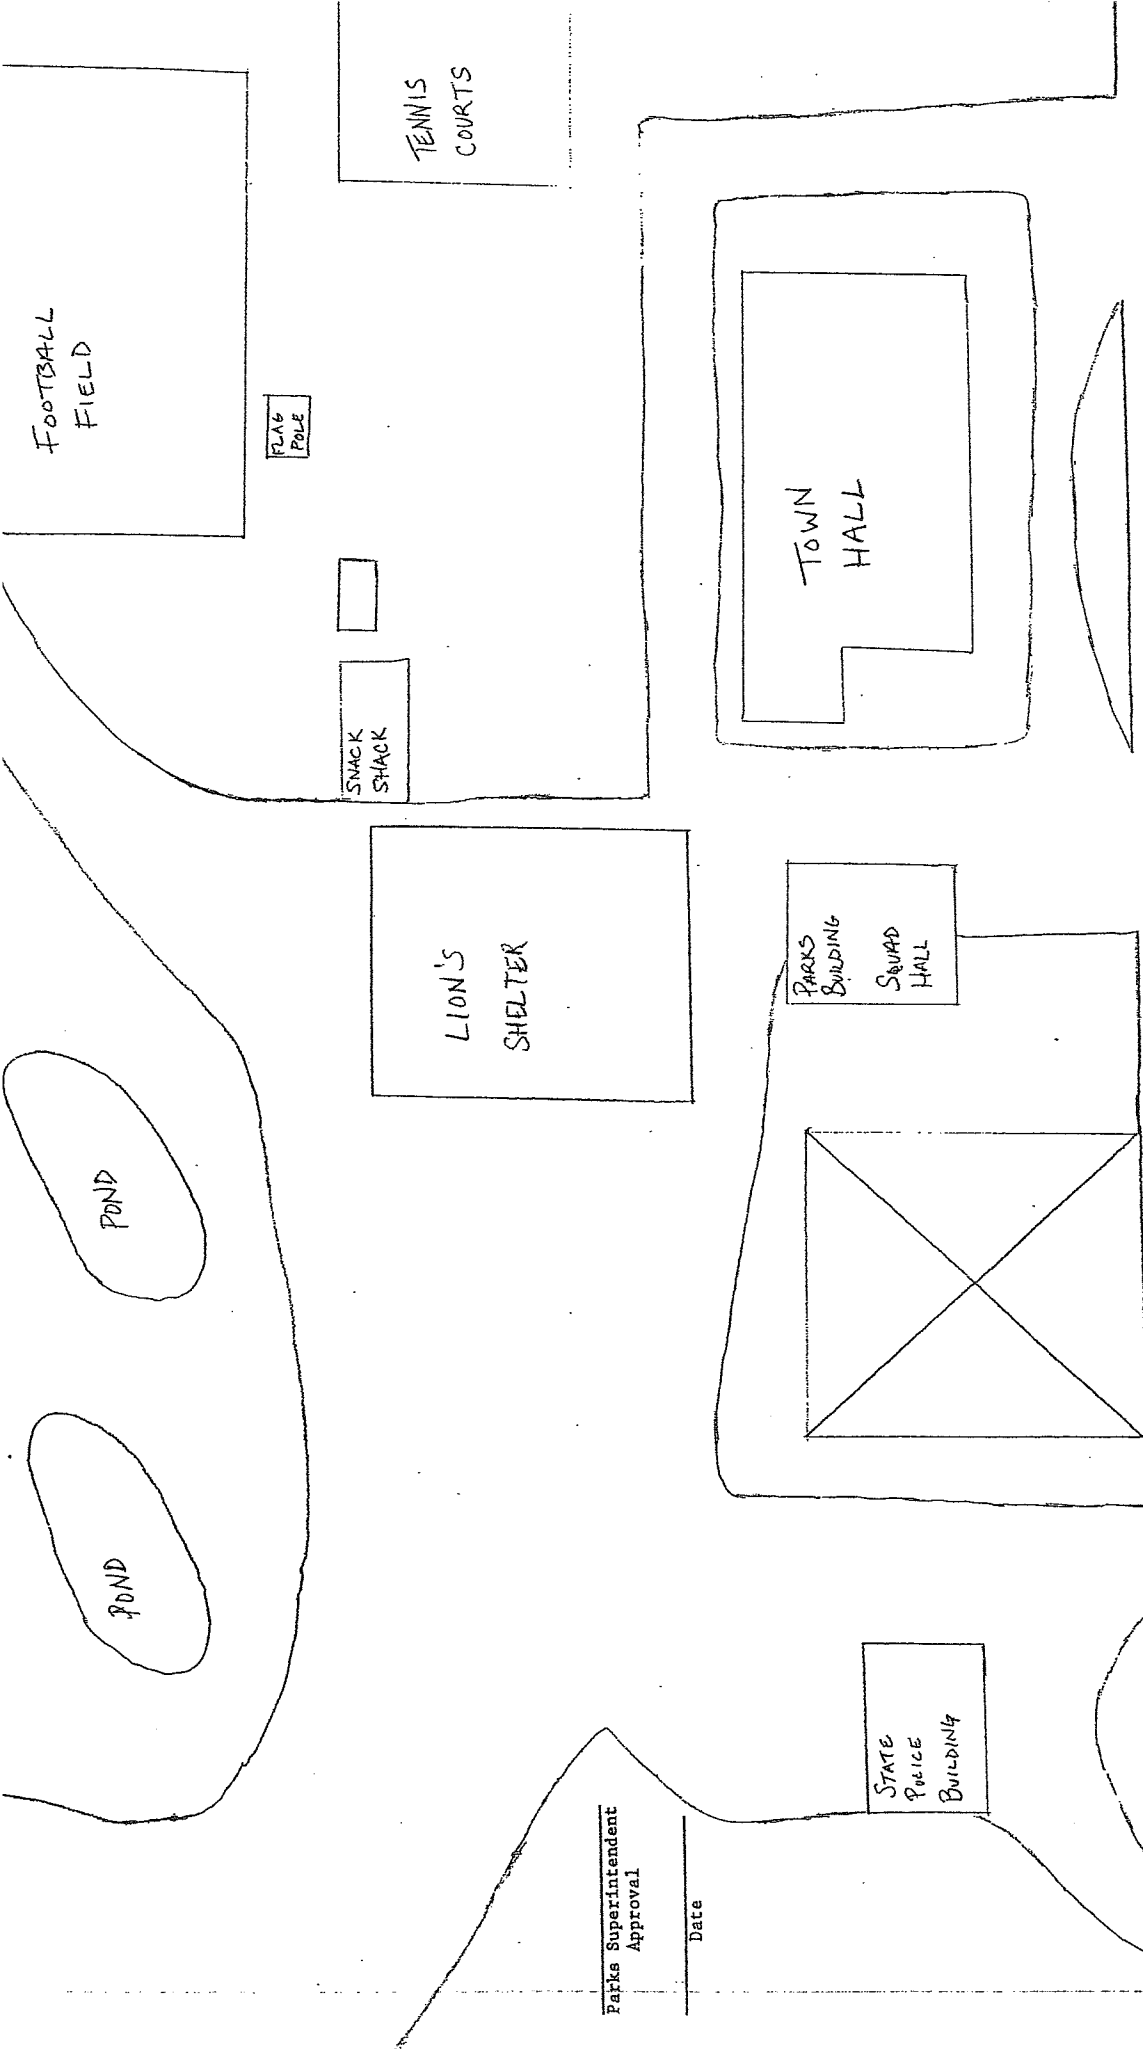 FOOTBALL
FIELD
TENNIS
COURTS
FLAG
POLE
SNACK
SHACK
LION'S
SHELTER
TOWN
HALL
PARKS
BUILDING
SQUAD
HALL
POND
POND
STATE
POLICE
BUILDING
Parks Superintendent
Approval
Date